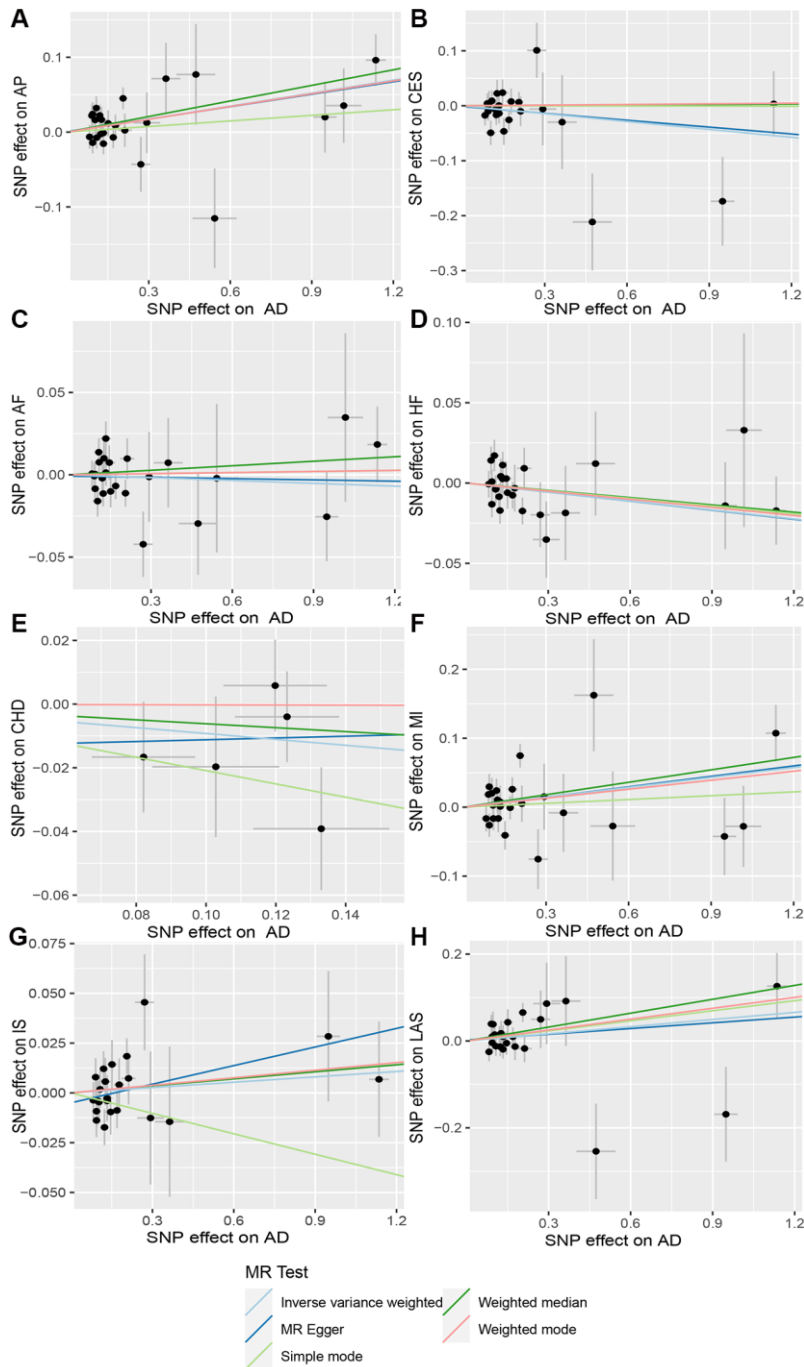 A
B
SNP effect on AP
0.1
0.0
−0.1
0.3
0.6
0.9
1.2
SNP effect on AD
SNP effect on CES
0.1
0.0
−0.1
−0.2
−0.3
0.3
0.6
0.9
1.2
SNP effect on AD
C
D
SNP effect on AF
0.05
0.00
−0.05
0.3
0.6
0.9
1.2
SNP effect on AD
SNP effect on HF
0.10
0.05
0.00
−0.05
0.3
0.6
0.9
1.2
SNP effect on AD
E
F
SNP effect on CHD
0.02
0.00
−0.02
−0.04
−0.06
0.08
0.10
0.12
0.14
SNP effect on AD
SNP effect on MI
0.2
0.1
0.0
−0.1
0.3
0.6
0.9
1.2
SNP effect on AD
G
H
SNP effect on IS
0.075
0.050
0.025
0.000
−0.025
−0.050
0.3
0.6
0.9
1.2
SNP effect on AD
SNP effect on LAS
0.2
0.0
−0.2
0.3
0.6
0.9
1.2
SNP effect on AD
MR Test
Inverse variance weighted
Weighted median
MR Egger
Weighted mode
Simple mode